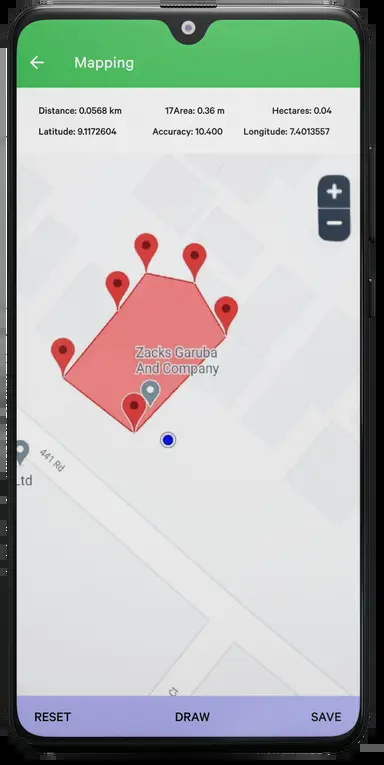 Mapping
Distance: 0.0568 km 17Area: 0.36 m Hectares: 0.04
Latitude: 9.1172604 Accuracy: 10.400 Longitude: 7.4013557
+
−
Zacks Garuba
And Company
441 Rd
Ltd
RESET DRAW SAVE